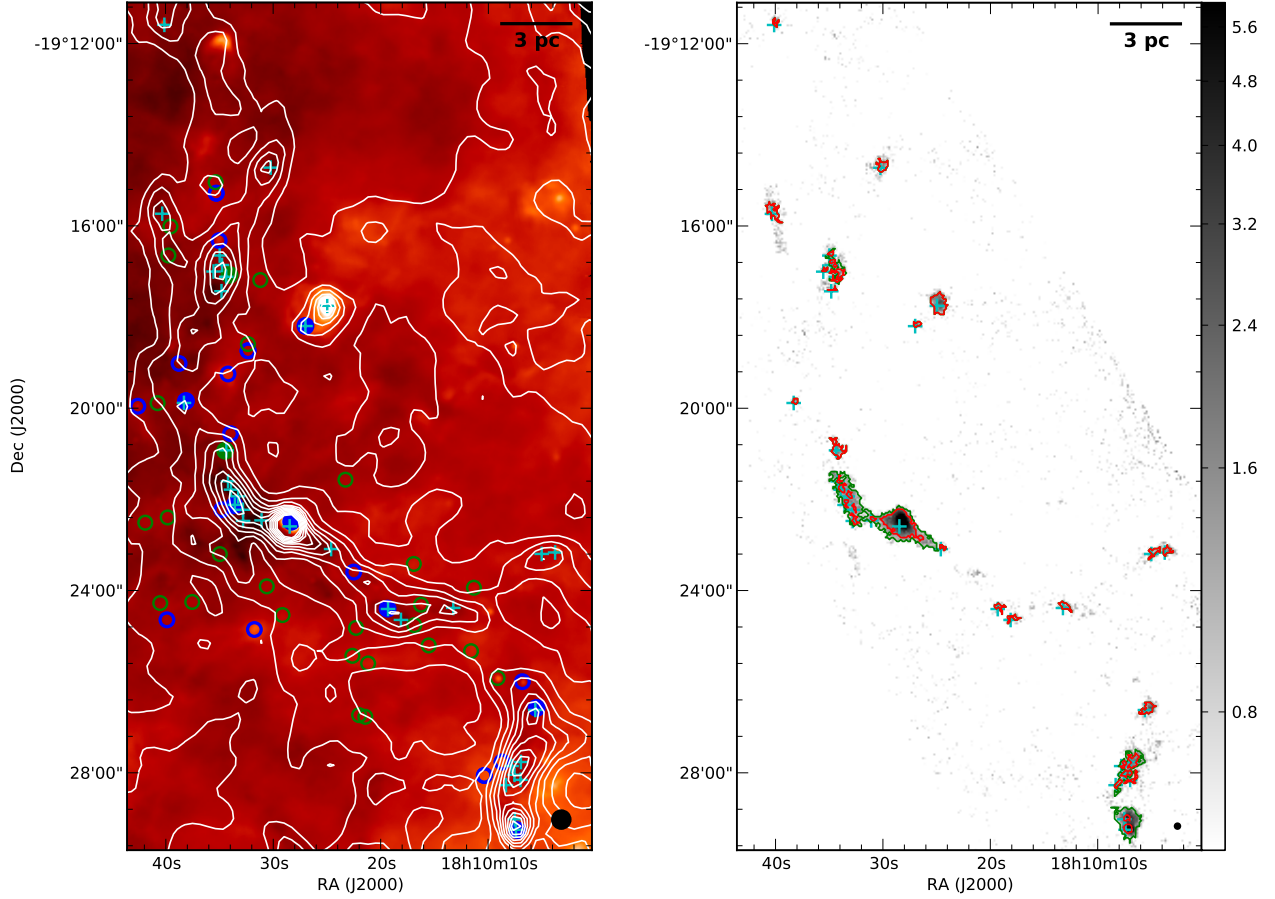 3 pc
-19°12'00"
16'00"
20'00"
24'00"
28'00"
Dec (J2000)
40s
30s
20s
18h10m10s
RA (J2000)
3 pc
-19°12'00"
16'00"
20'00"
24'00"
28'00"
40s
30s
20s
18h10m10s
RA (J2000)
5.6
4.8
4.0
3.2
2.4
1.6
0.8